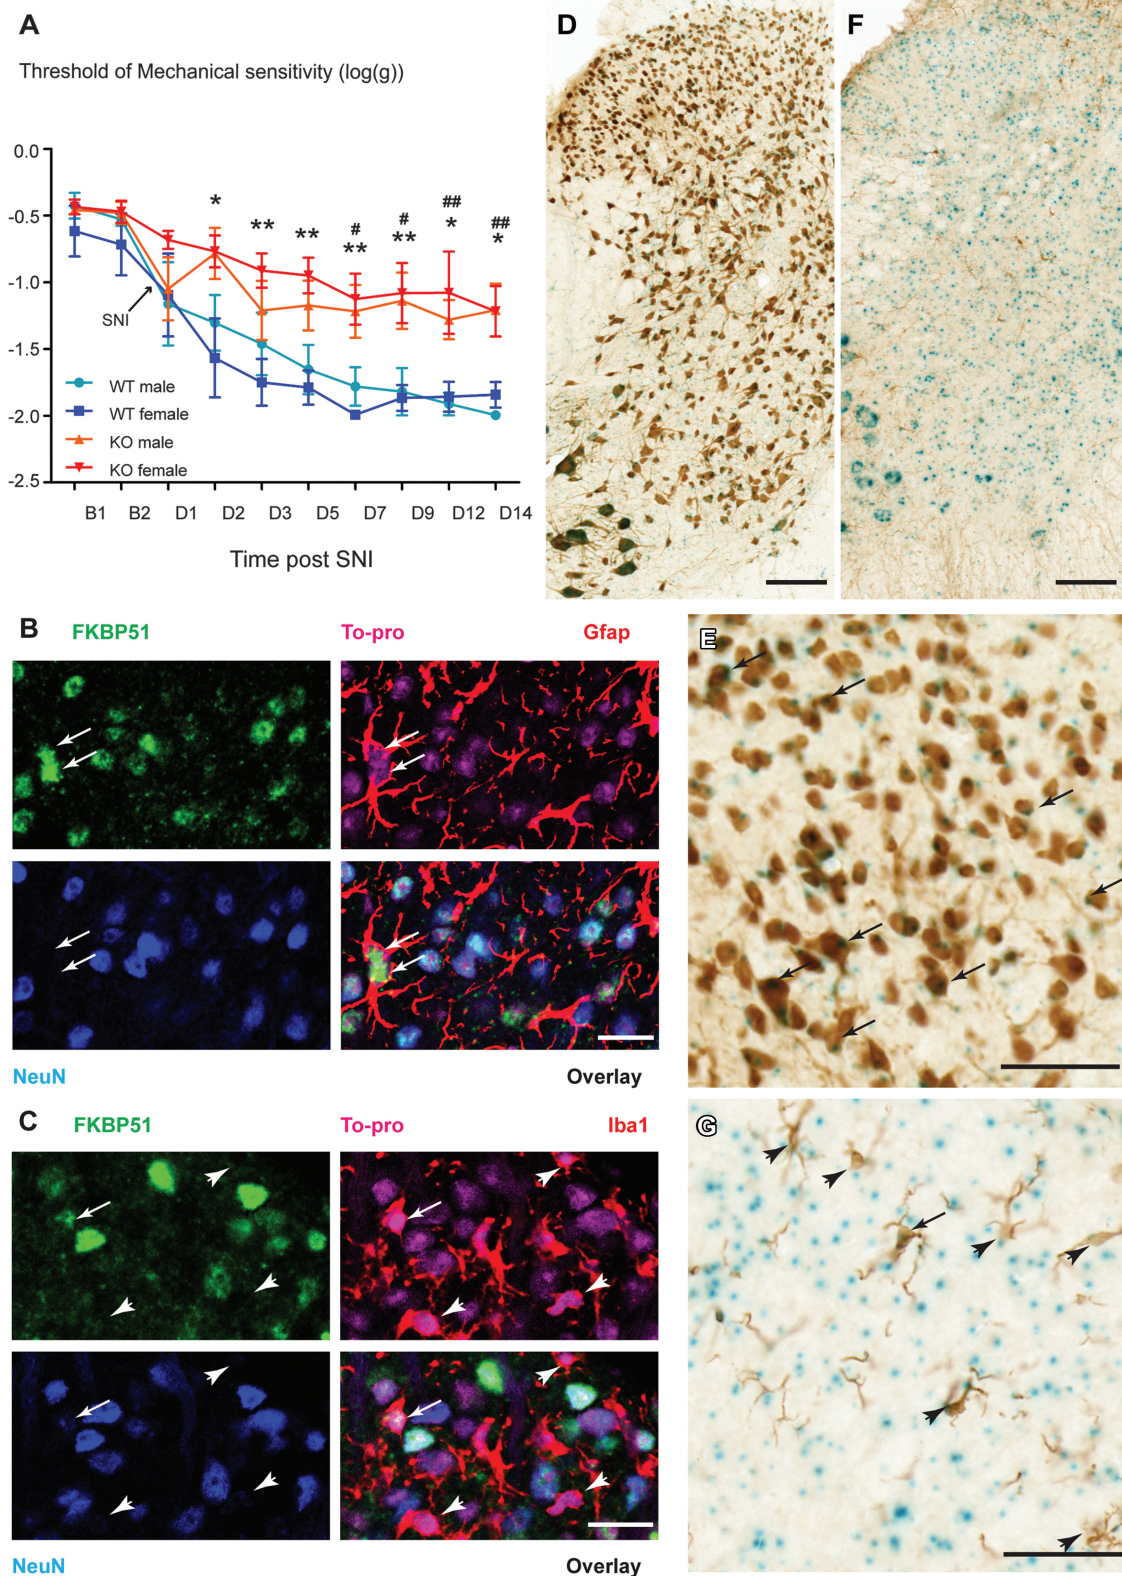 A
Threshold of Mechanical sensitivity (log(g))
0.0
-0.5
-1.0
-1.5
-2.0
-2.5
SNI
* ** ** # ** # ** ## * ## *
WT male
WT female
KO male
KO female
B1 B2 D1 D2 D3 D5 D7 D9 D12 D14
Time post SNI
D
F
B
FKBP51 To-pro Gfap
NeuN Overlay
E
C
FKBP51 To-pro Iba1
NeuN Overlay
G